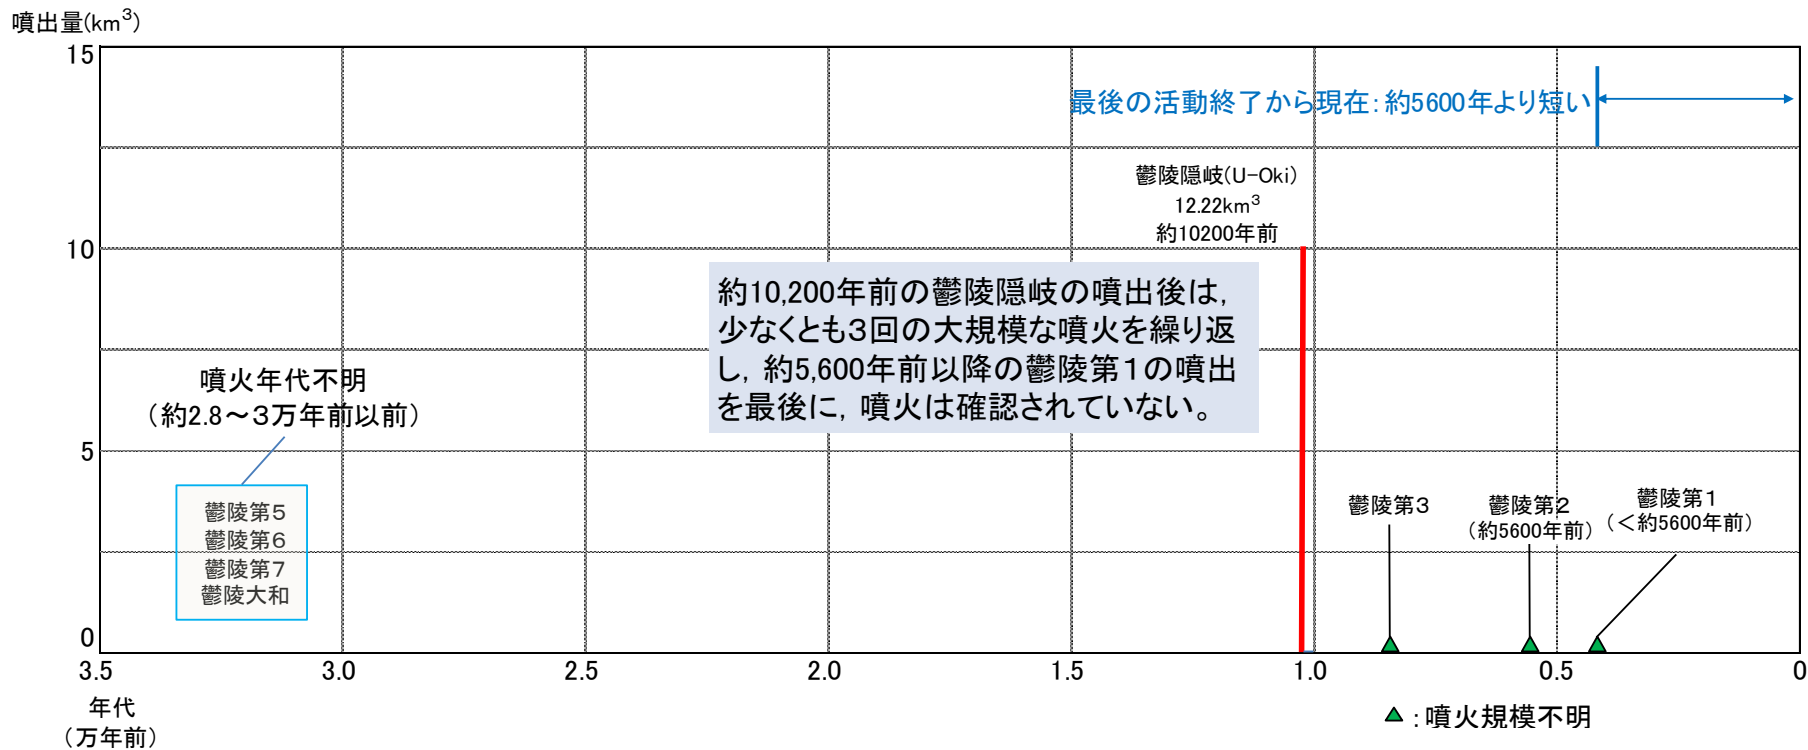 噴出量(km³)
15
10
5
0
最後の活動終了から現在：約5600年より短い
鬱陵隠岐(U-Oki)
12.22km³
約10200年前
約10,200年前の鬱陵隠岐の噴出後は，
少なくとも３回の大規模な噴火を繰り返
し，約5,600年前以降の鬱陵第１の噴出
を最後に，噴火は確認されていない。
噴火年代不明
（約2.8～３万年前以前）
鬱陵第５
鬱陵第６
鬱陵第７
鬱陵大和
鬱陵第３
鬱陵第２
（約5600年前）
鬱陵第１
（＜約5600年前）
3.5
3.0
2.5
2.0
1.5
1.0
0.5
0
年代
（万年前）
▲：噴火規模不明